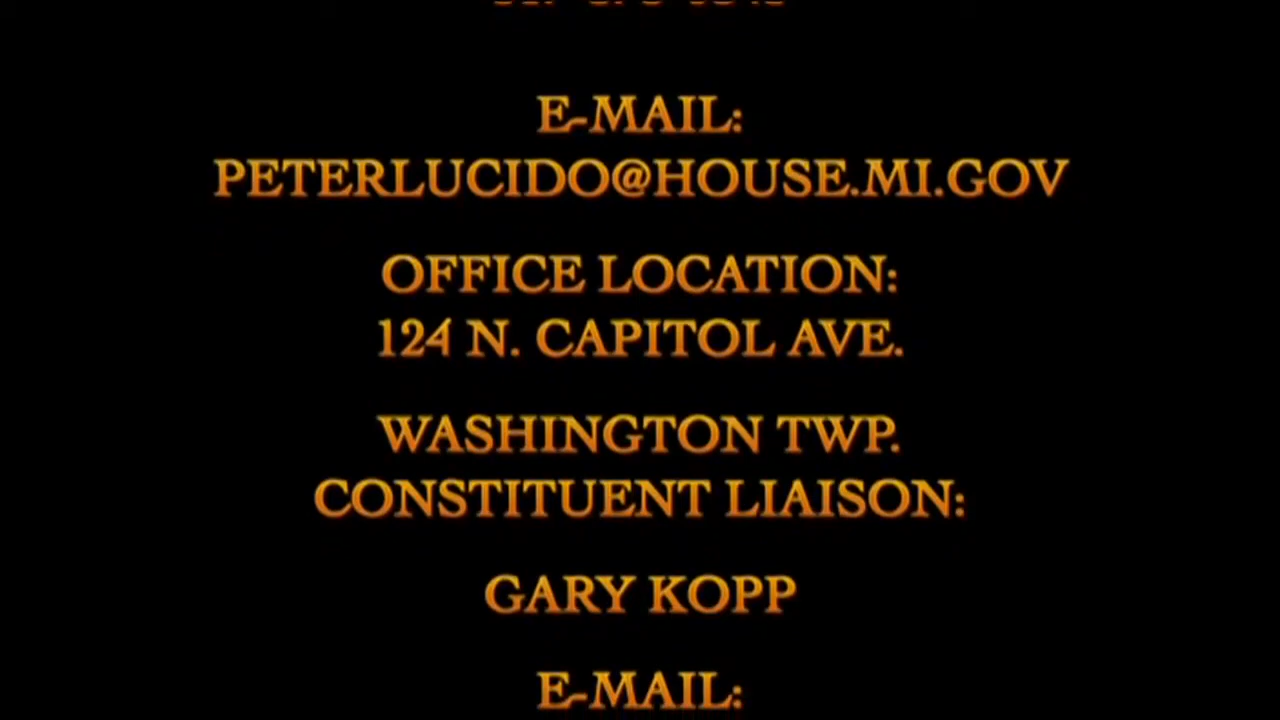 E-MAIL:
PETERLUCIDO@HOUSE.MI.GOV
OFFICE LOCATION:
124 N. CAPITOL AVE.
WASHINGTON TWP.
CONSTITUENT LIAISON:
GARY KOPP
E-MAIL: